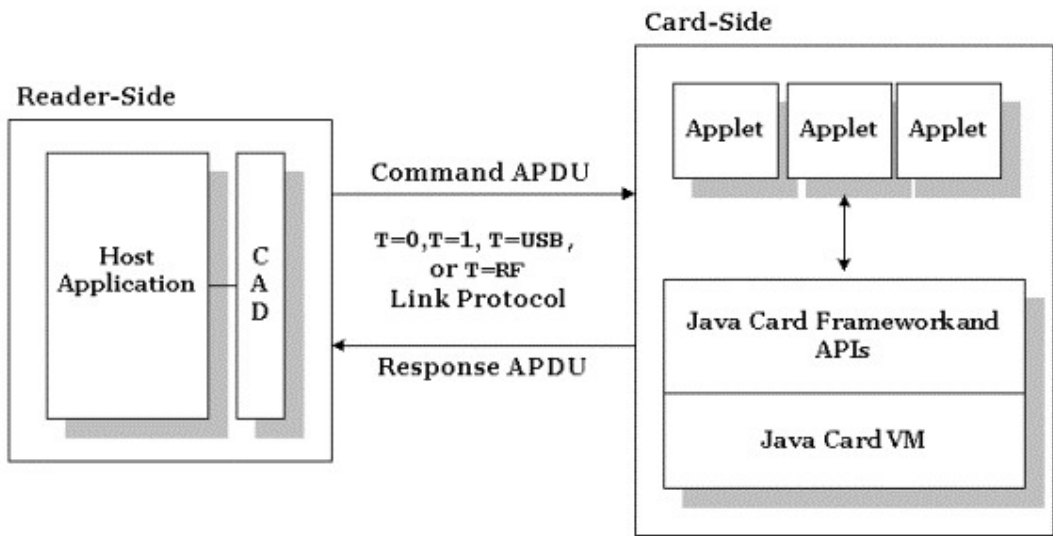 Card-Side
Reader-Side
Applet Applet Applet
Command APDU
T=0,T=1, T=USB,
or T=RF
Link Protocol
Response APDU
Host
Application
C
A
D
Java Card Frameworkand
APIs
Java Card VM